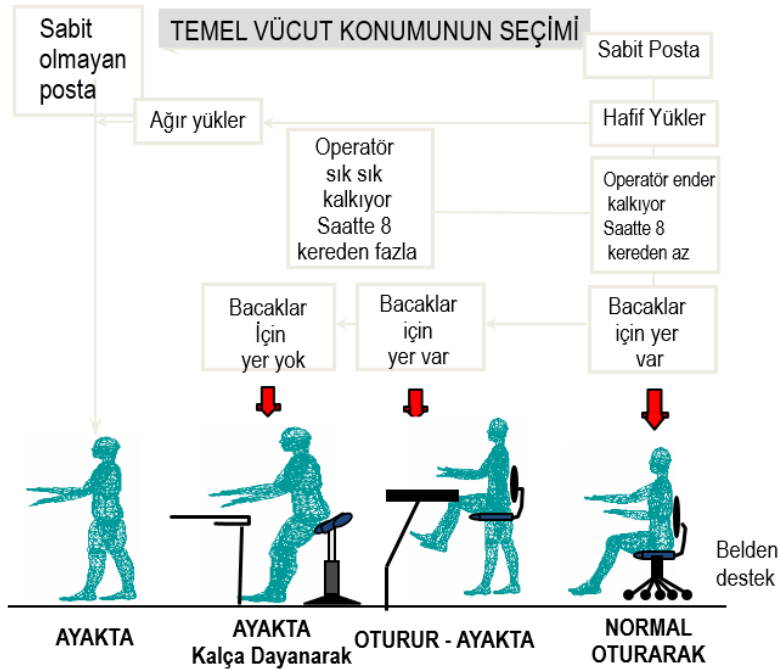 TEMEL VÜCUT KONUMUNUN SEÇİMİ
Sabit
olmayan
posta
Sabit Posta
Ağır yükler
Hafif Yükler
Operatör
sık sık
kalkıyor
Saatte 8
kereden fazla
Operatör ender
kalkıyor
Saatte 8
kereden az
Bacaklar
İçin
yer yok
Bacaklar
için
yer var
Bacaklar
için yer
var
Belden
destek
AYAKTA
AYAKTA
Kalça Dayanarak
OTURUR - AYAKTA
NORMAL
OTURARAK